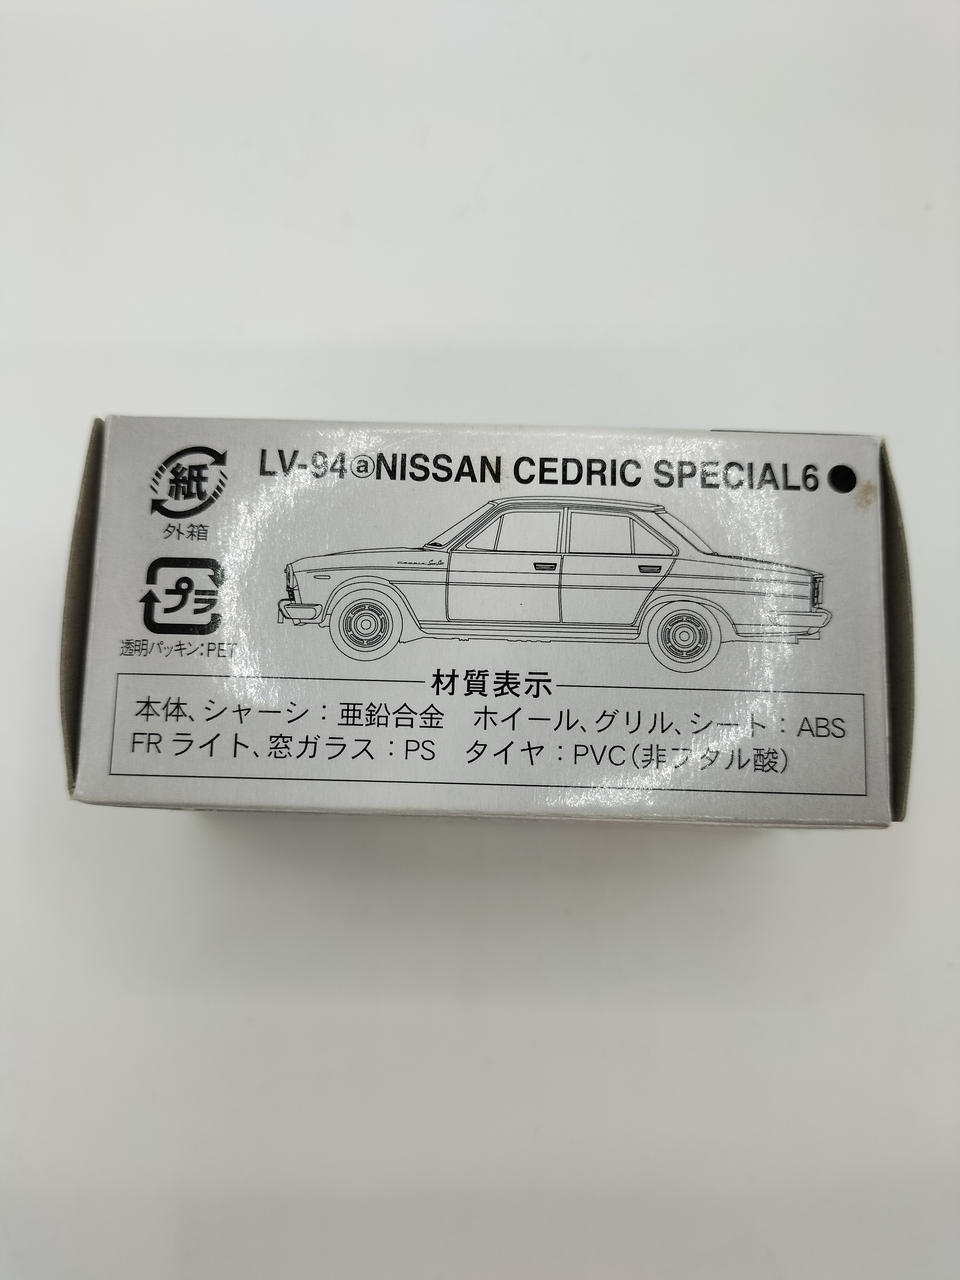 LV-94ⓐNISSAN CEDRIC SPECIAL6●
紙
外箱
プラ
透明パッキン:PET
材質表示
本体、シャーシ:亜鉛合金 ホイール、グリル、シート:ABS
FRライト、窓ガラス:PS タイヤ:PVC(非フタル酸)